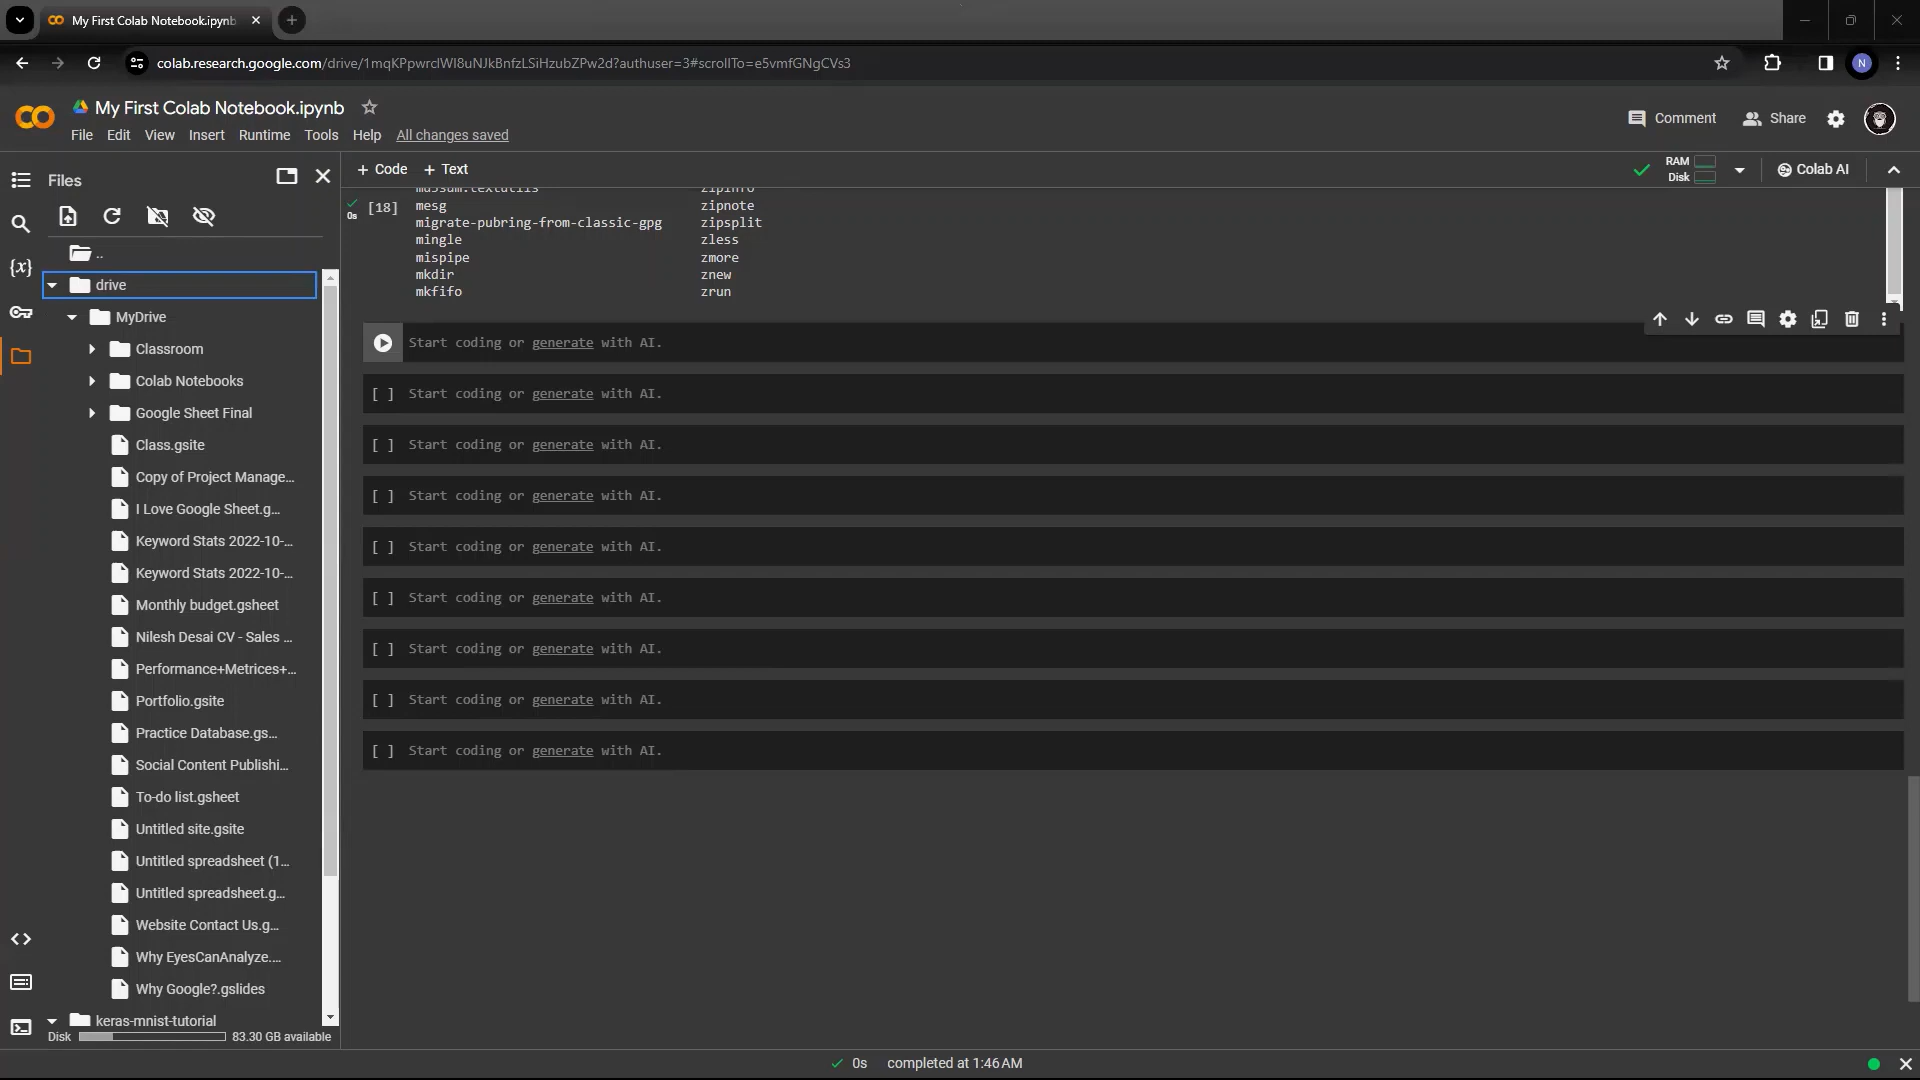 My First Colab Notebook.ipynb
colab.research.google.com/drive/1mqKPpwrclWI8uNJkBnfzLSiHzubZPw2d?authuser=3#scrollTo=e5vmfGNgCVs3
N
My First Colab Notebook.ipynb
File Edit View Insert Runtime Tools Help All changes saved
Comment Share
Files
+ Code + Text
RAM
Disk
Colab AI
md5sum.textutils zipinfo
0s [18] mesg zipnote
migrate-pubring-from-classic-gpg zipsplit
mingle zless
mispipe zmore
mkdir znew
mkfifo zrun
{x}
..
drive
MyDrive
Classroom
Colab Notebooks
Google Sheet Final
Class.gsite
Copy of Project Manage...
I Love Google Sheet.g...
Keyword Stats 2022-10-...
Keyword Stats 2022-10-...
Monthly budget.gsheet
Nilesh Desai CV - Sales ...
Performance+Metrices+...
Portfolio.gsite
Practice Database.gs...
Social Content Publishi...
To-do list.gsheet
Untitled site.gsite
Untitled spreadsheet (1...
Untitled spreadsheet.g...
Website Contact Us.g...
Why EyesCanAnalyze....
Why Google?.gslides
keras-mnist-tutorial
Disk 83.30 GB available
Start coding or generate with AI.
[ ] Start coding or generate with AI.
[ ] Start coding or generate with AI.
[ ] Start coding or generate with AI.
[ ] Start coding or generate with AI.
[ ] Start coding or generate with AI.
[ ] Start coding or generate with AI.
[ ] Start coding or generate with AI.
[ ] Start coding or generate with AI.
0s completed at 1:46 AM